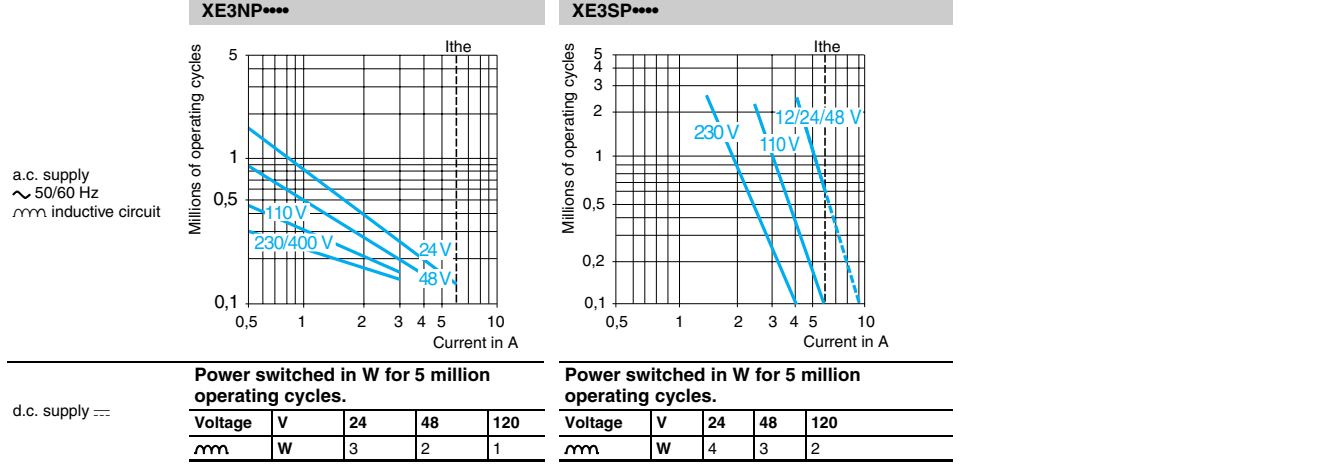 XE3NP••••
XE3SP••••
a.c. supply
50/60 Hz
inductive circuit
Millions of operating cycles
5
1
0,5
0,1
Ithe
110 V
230/400 V
24 V
48 V
0,5 1 2 3 4 5 10
Current in A
Millions of operating cycles
5
4
3
2
1
0,5
0,2
0,1
Ithe
230 V
110 V
12/24/48 V
0,5 1 2 3 4 5 10
Current in A
d.c. supply
Power switched in W for 5 million
operating cycles.
Voltage V 24 48 120
W 3 2 1
Power switched in W for 5 million
operating cycles.
Voltage V 24 48 120
W 4 3 2